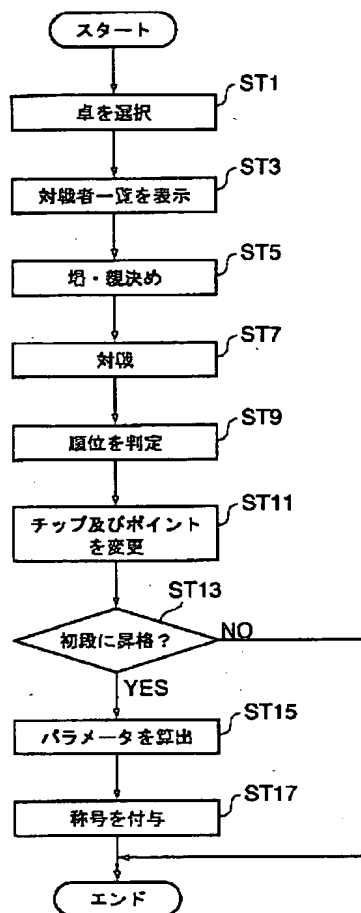 スタート
ST1
卓を選択
ST3
対戦者一覧を表示
ST5
場・親決め
ST7
対戦
ST9
順位を判定
ST11
チップ及びポイント
を変更
ST13
初段に昇格?
NO
YES
ST15
パラメータを算出
ST17
称号を付与
エンド